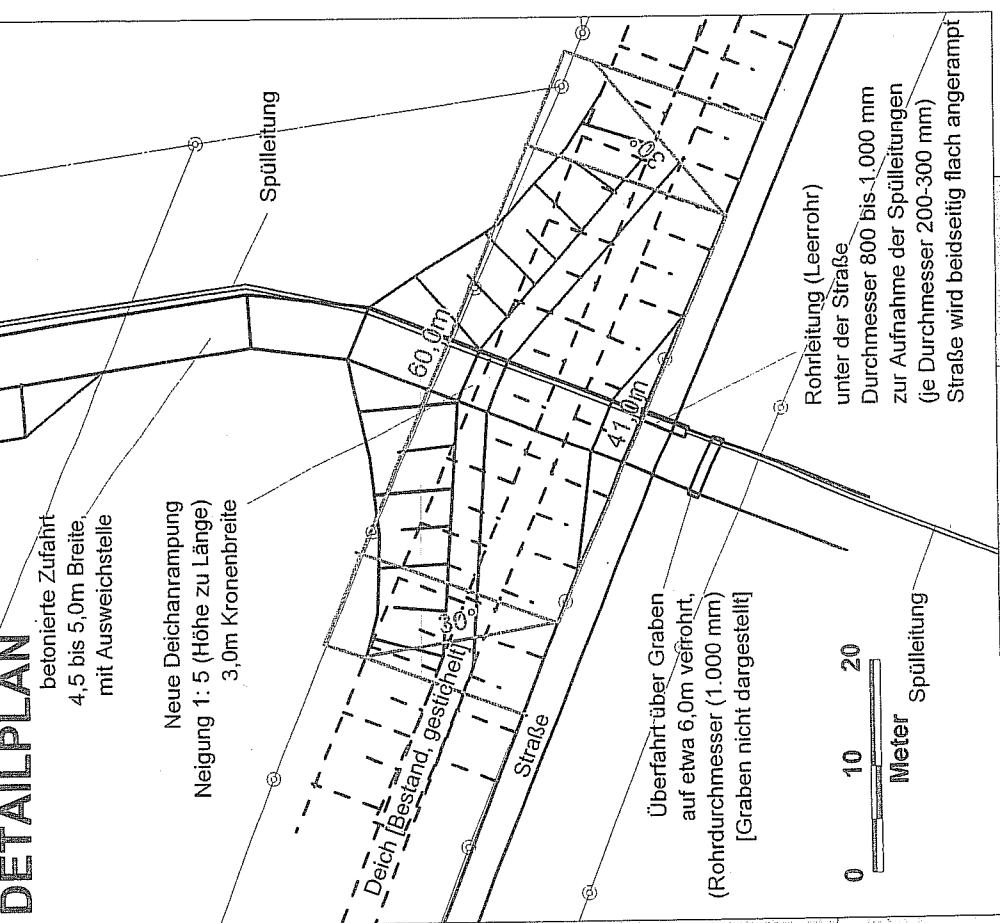 DETAILPLAN
betonierte Zufahrt
4,5 bis 5,0m Breite,
mit Ausweichstelle
Neue Deichanrampung
Neigung 1: 5 (Höhe zu Länge)
3,0m Kronenbreite
Spülleitung
60,0m
41,0m
30°
30°
Deich [Bestand, gestichelt]
Straße
Rohrleitung (Leerrohr)
unter der Straße
Durchmesser 800 bis 1.000 mm
zur Aufnahme der Spülleitungen
(je Durchmesser 200-300 mm)
Straße wird beidseitig flach angerampt
Überfahrt über Graben
auf etwa 6,0m verrohrt,
(Rohrdurchmesser (1.000 mm)
[Graben nicht dargestellt]
Spülleitung
0 10 20
Meter